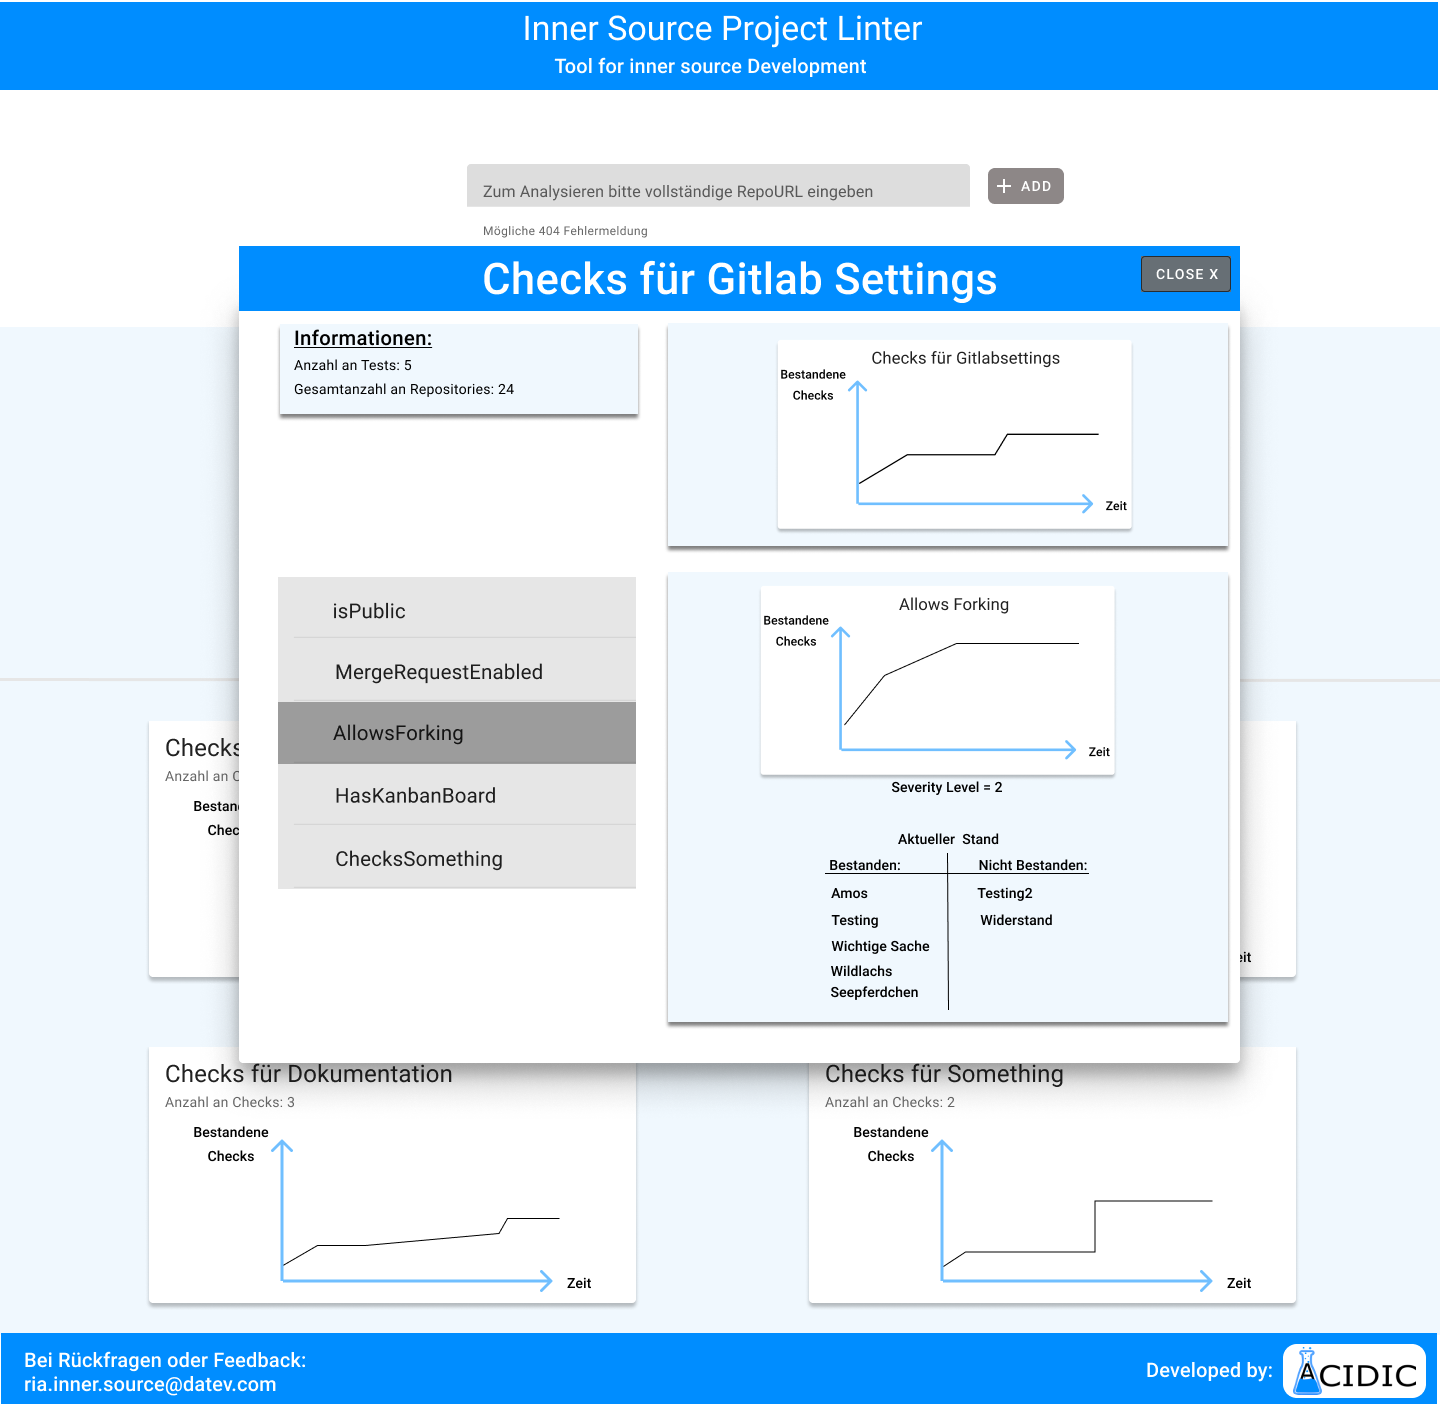 Inner Source Project Linter
Tool for inner source Development
Zum Analysieren bitte vollständige RepoURL eingeben
ADD
Mögliche 404 Fehlermeldung
Checks für Gitlab Settings
CLOSE X
Informationen:
Anzahl an Tests: 5
Gesamtanzahl an Repositories: 24
Checks für Gitlabsettings
Bestandene
Checks
Zeit
isPublic
MergeRequestEnabled
AllowsForking
HasKanbanBoard
ChecksSomething
Allows Forking
Bestandene
Checks
Zeit
Severity Level = 2
Aktueller Stand
Bestanden: Nicht Bestanden:
Amos Testing2
Testing Widerstand
Wichtige Sache
Wildlachs
Seepferdchen
Checks
Anzahl an
Checks für Dokumentation
Anzahl an Checks: 3
Bestandene
Checks
Zeit
Checks für Something
Anzahl an Checks: 2
Bestandene
Checks
Zeit
Bei Rückfragen oder Feedback:
ria.inner.source@datev.com
Developed by:
ACIDIC